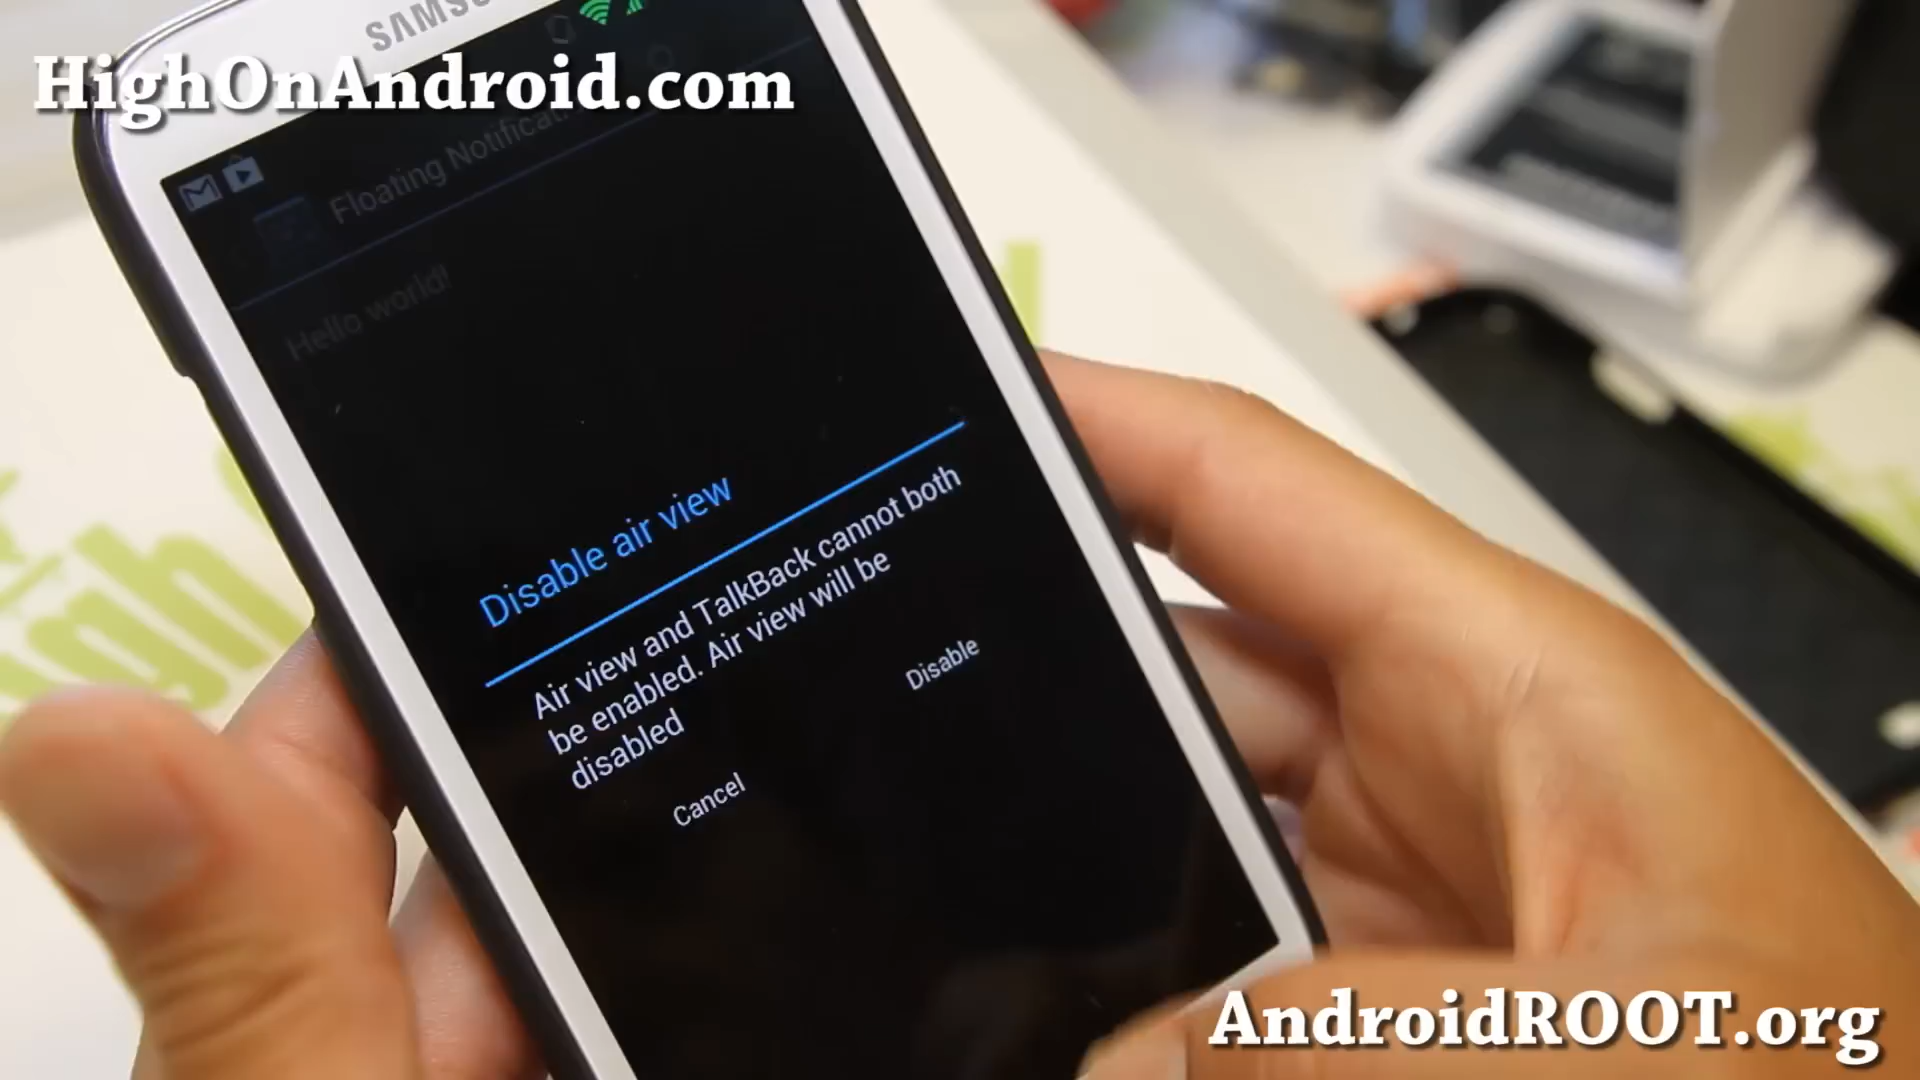 SAMSU
HighOnAndroid.com
Floating Notificat
Hello world!
Disable air view
Air view and TalkBack cannot both
be enabled. Air view will be
disabled
Cancel
Disable
AndroidROOT.org